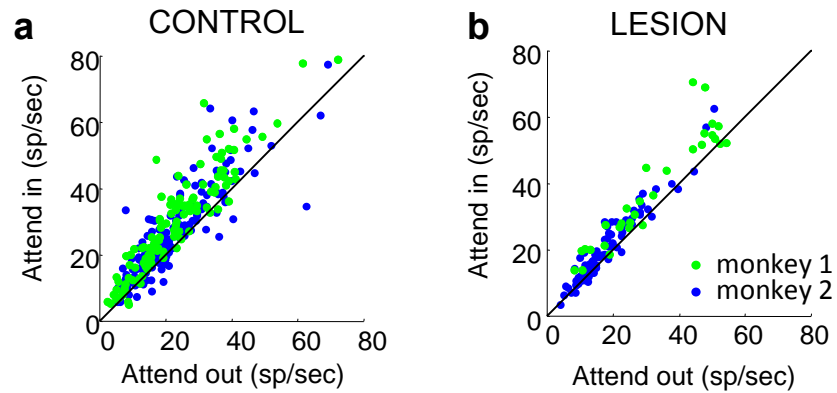 a CONTROL
80
60
40
20
0
0 20 40 60 80
Attend in (sp/sec)
Attend out (sp/sec)
b LESION
80
60
40
20
0
0 20 40 60 80
Attend in (sp/sec)
Attend out (sp/sec)
monkey 1
monkey 2